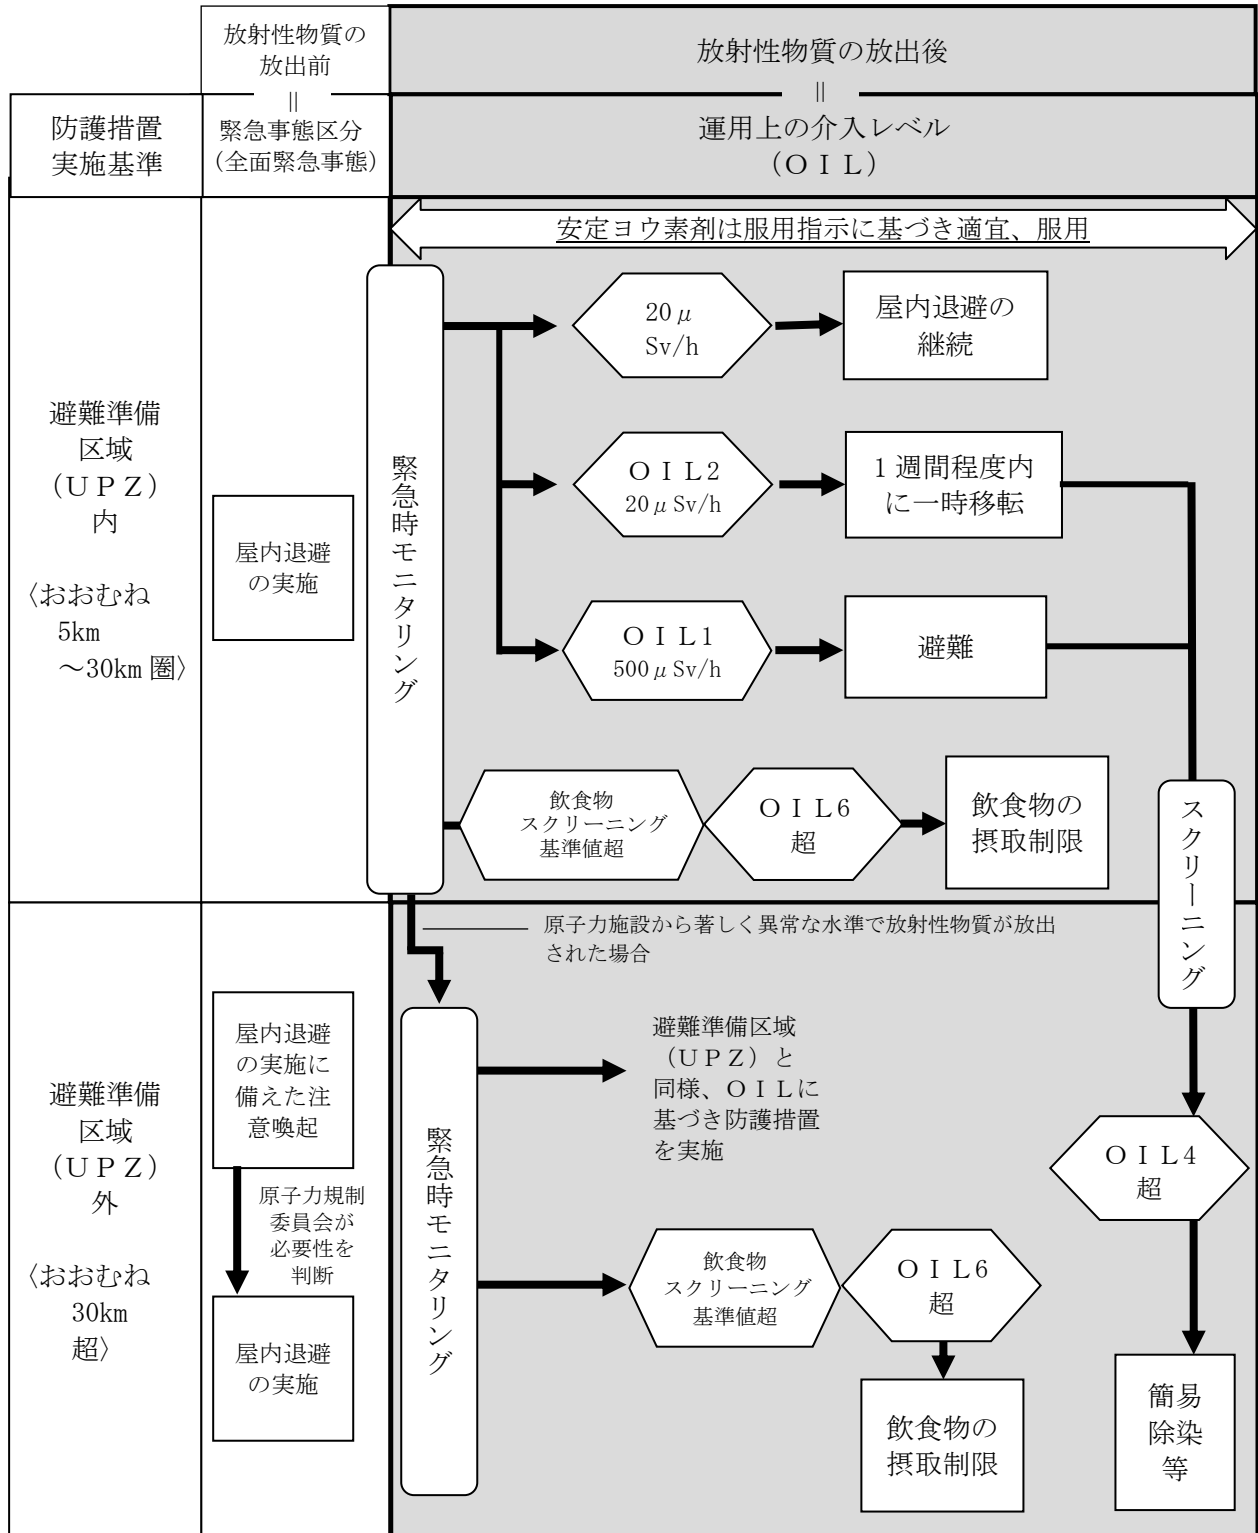 放射性物質の
放出前
放射性物質の放出後
＝
＝
防護措置
実施基準
緊急事態区分
（全面緊急事態）
運用上の介入レベル
（ＯＩＬ）
安定ヨウ素剤は服用指示に基づき適宜、服用
避難準備
区域
（ＵＰＺ）
内
〈おおむね
5km
～30km 圏〉
屋内退避
の実施
緊急時モニタリング
20μ
Sv/h
屋内退避の
継続
ＯＩＬ2
20μSv/h
1 週間程度内
に一時移転
ＯＩＬ1
500μSv/h
避難
飲食物
スクリーニング
基準値超
ＯＩＬ6
超
飲食物の
摂取制限
スクリーニング
原子力施設から著しく異常な水準で放射性物質が放出
された場合
避難準備
区域
（ＵＰＺ）
外
〈おおむね
30km
超〉
屋内退避
の実施に
備えた注
意喚起
原子力規制
委員会が
必要性を
判断
屋内退避
の実施
緊急時モニタリング
避難準備区域
（ＵＰＺ）と
同様、ＯＩＬに
基づき防護措置
を実施
飲食物
スクリーニング
基準値超
ＯＩＬ6
超
飲食物の
摂取制限
ＯＩＬ4
超
簡易
除染
等